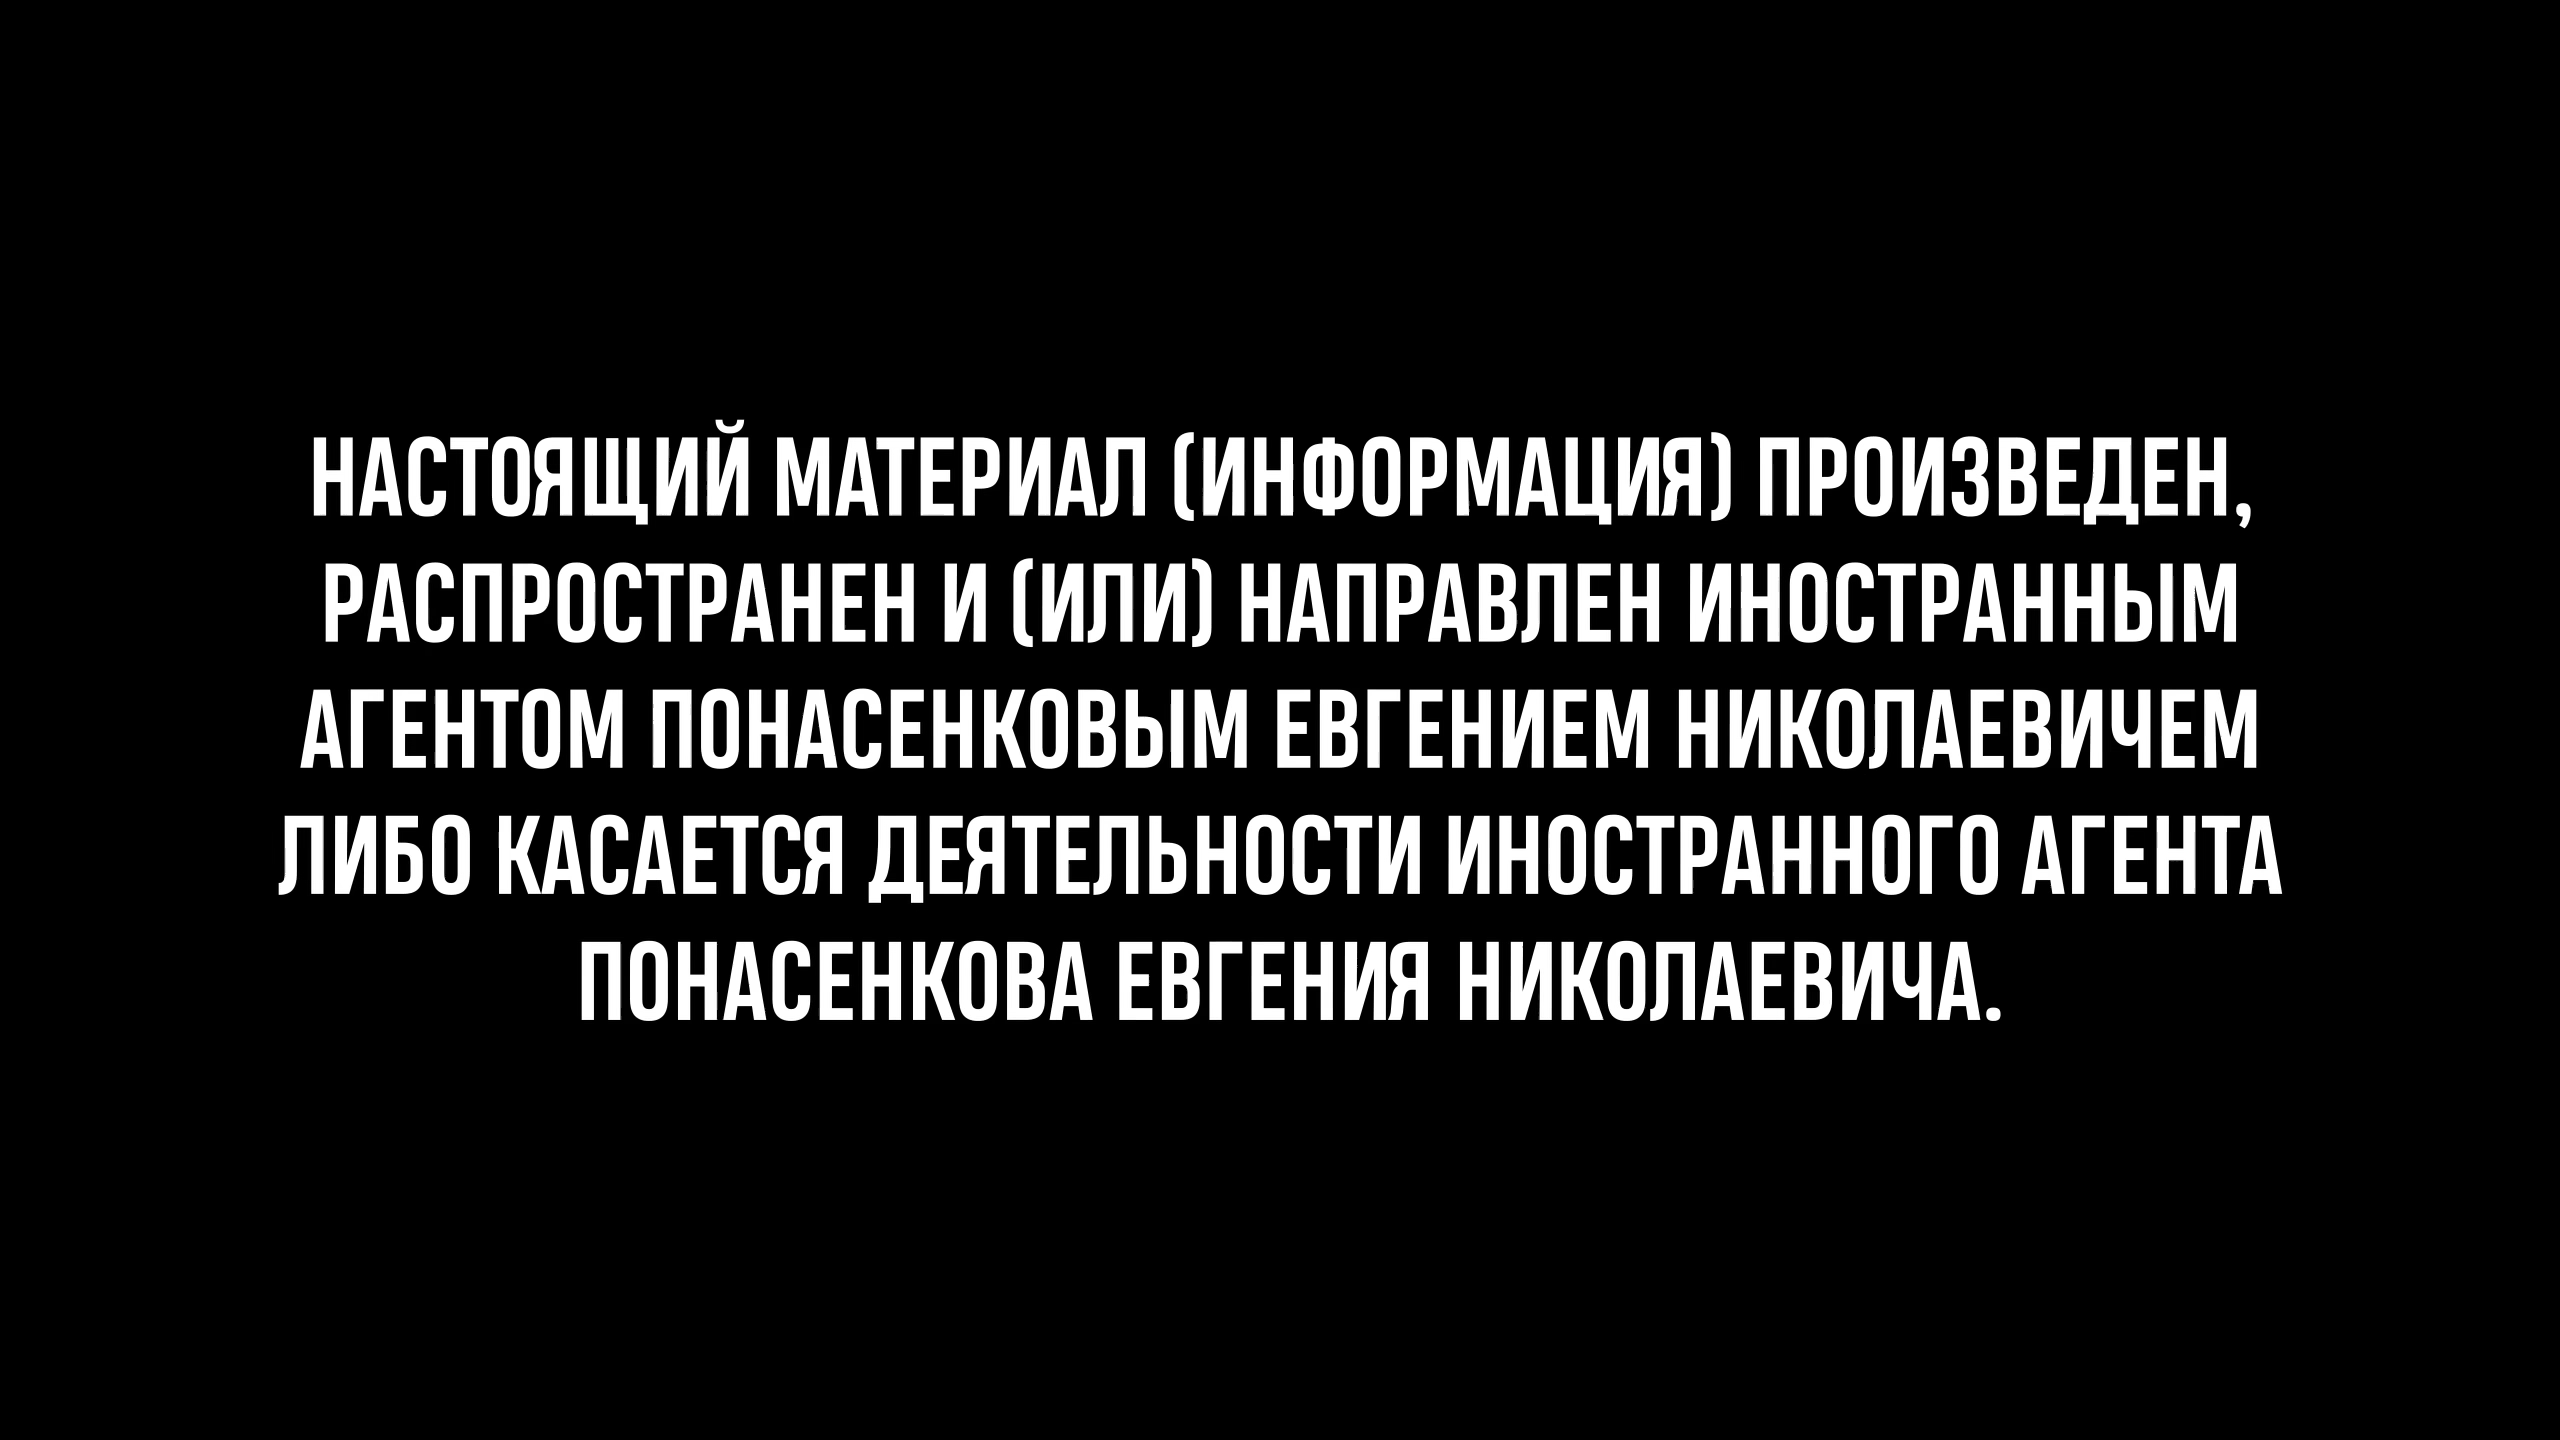 НАСТОЯЩИЙ МАТЕРИАЛ (ИНФОРМАЦИЯ) ПРОИЗВЕДЕН,
РАСПРОСТРАНЕН И (ИЛИ) НАПРАВЛЕН ИНОСТРАННЫМ
АГЕНТОМ ПОНАСЕНКОВЫМ ЕВГЕНИЕМ НИКОЛАЕВИЧЕМ
ЛИБО КАСАЕТСЯ ДЕЯТЕЛЬНОСТИ ИНОСТРАННОГО АГЕНТА
ПОНАСЕНКОВА ЕВГЕНИЯ НИКОЛАЕВИЧА.